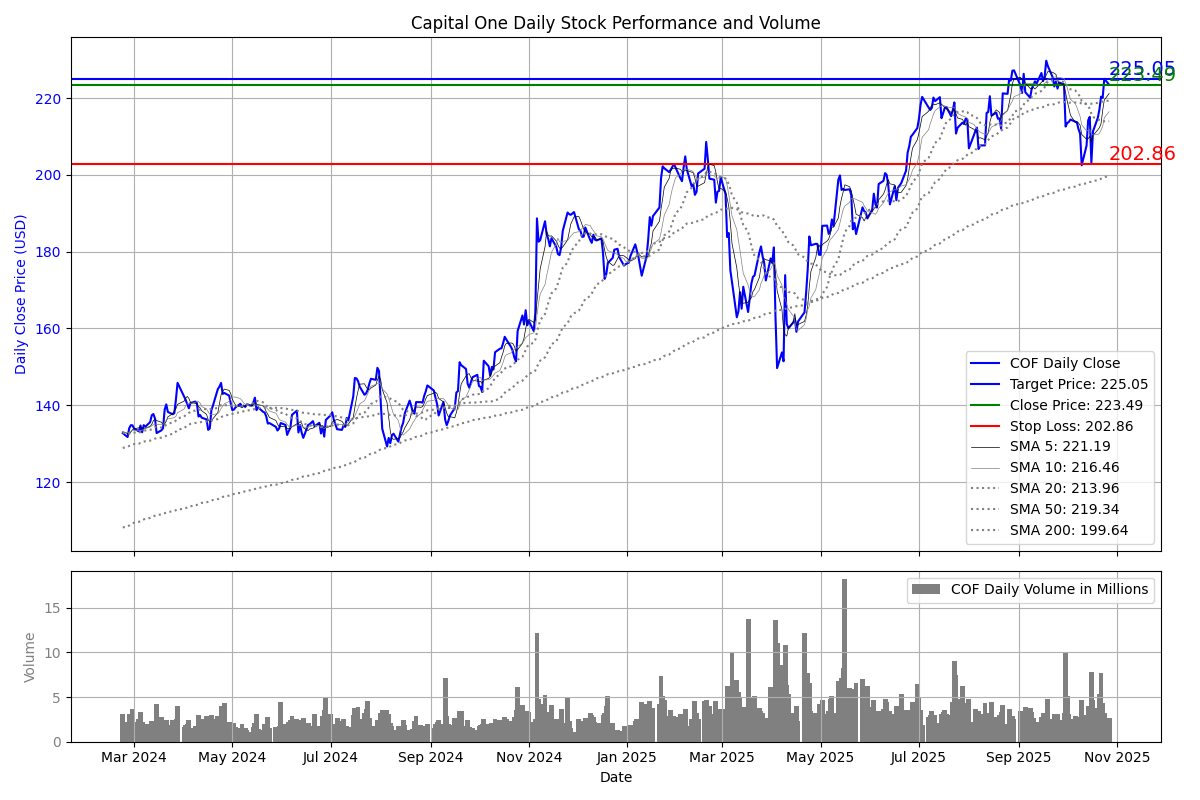 Capital One Daily Stock Performance and Volume
225.05
223.49
220
202.86
200
180
160
140
120
Daily Close Price (USD)
COF Daily Close
Target Price: 225.05
Close Price: 223.49
Stop Loss: 202.86
SMA 5: 221.19
SMA 10: 216.46
SMA 20: 213.96
SMA 50: 219.34
SMA 200: 199.64
COF Daily Volume in Millions
15
10
5
0
Volume
Mar 2024 May 2024 Jul 2024 Sep 2024 Nov 2024 Jan 2025 Mar 2025 May 2025 Jul 2025 Sep 2025 Nov 2025
Date